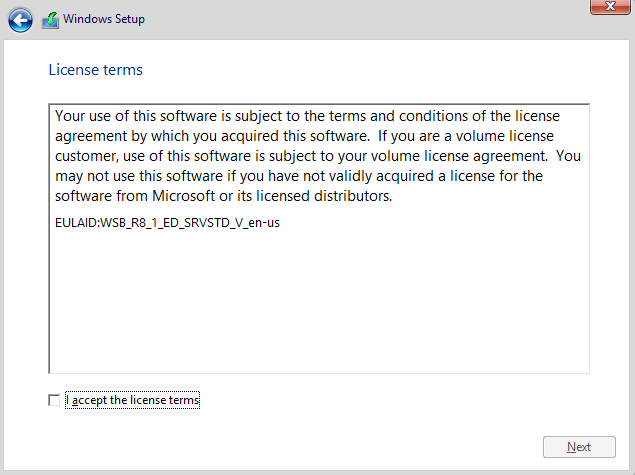 Windows Setup
License terms
Your use of this software is subject to the terms and conditions of the license
agreement by which you acquired this software.  If you are a volume license
customer, use of this software is subject to your volume license agreement.  You
may not use this software if you have not validly acquired a license for the
software from Microsoft or its licensed distributors.
EULAID:WSB_R8_1_ED_SRVSTD_V_en-us
I accept the license terms
Next